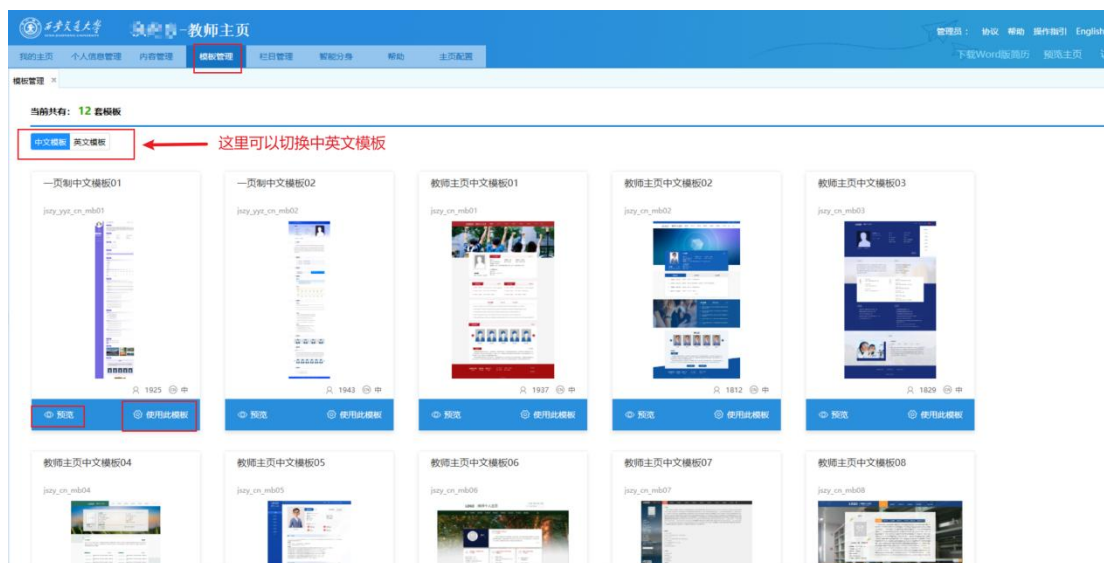 西安交通大学
-教师主页
管理员： 协议 帮助 操作指引 English
我的主页 个人信息管理 内容管理 模板管理 栏目管理 智能分身 帮助 主页配置
下载Word版简历 预览主页
模板管理 ×
当前共有： 12 套模板
中文模板 英文模板
这里可以切换中英文模板
一页制中文模板01 一页制中文模板02 教师主页中文模板01 教师主页中文模板02 教师主页中文模板03
jszy_yyz_cn_mb01 jszy_yyz_cn_mb02 jszy_cn_mb01 jszy_cn_mb02 jszy_cn_mb03
1925 中 1943 中 1937 中 1812 中 1829 中
预览 使用此模板 预览 使用此模板 预览 使用此模板 预览 使用此模板 预览 使用此模板
教师主页中文模板04 教师主页中文模板05 教师主页中文模板06 教师主页中文模板07 教师主页中文模板08
jszy_cn_mb04 jszy_cn_mb05 jszy_cn_mb06 jszy_cn_mb07 jszy_cn_mb08